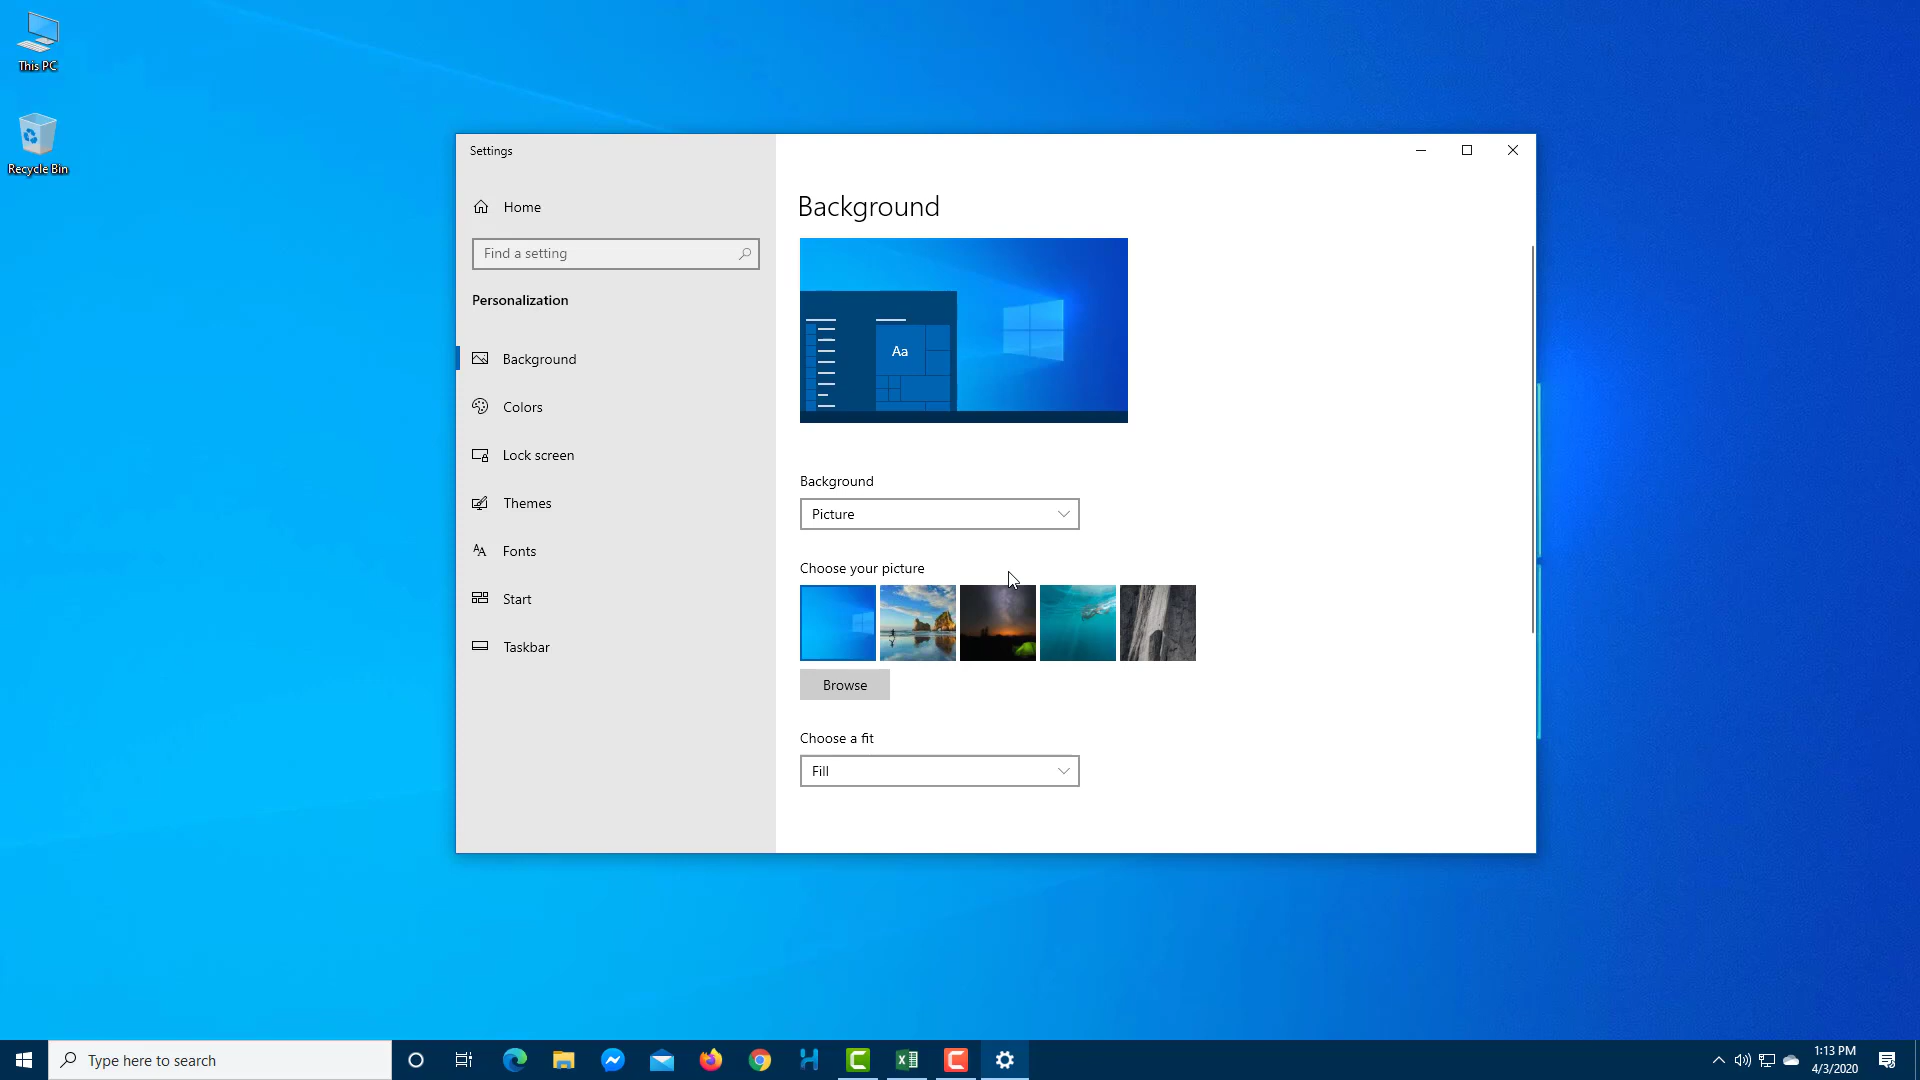 This PC
Recycle Bin
Settings
Home
Find a setting
Personalization
Background
Colors
Lock screen
Themes
Fonts
Start
Taskbar
Background
Aa
Background
Picture
Choose your picture
Browse
Choose a fit
Fill
Type here to search
1:13 PM
4/3/2020